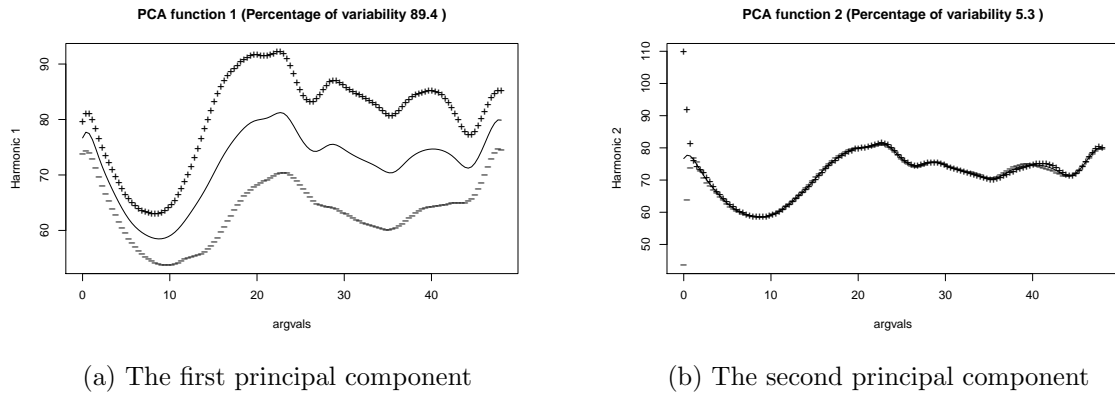 PCA function 1 (Percentage of variability 89.4 )
Harmonic 1
90
80
70
60
0 10 20 30 40
argvals
(a) The first principal component
PCA function 2 (Percentage of variability 5.3 )
Harmonic 2
110
100
90
80
70
60
50
0 10 20 30 40
argvals
(b) The second principal component